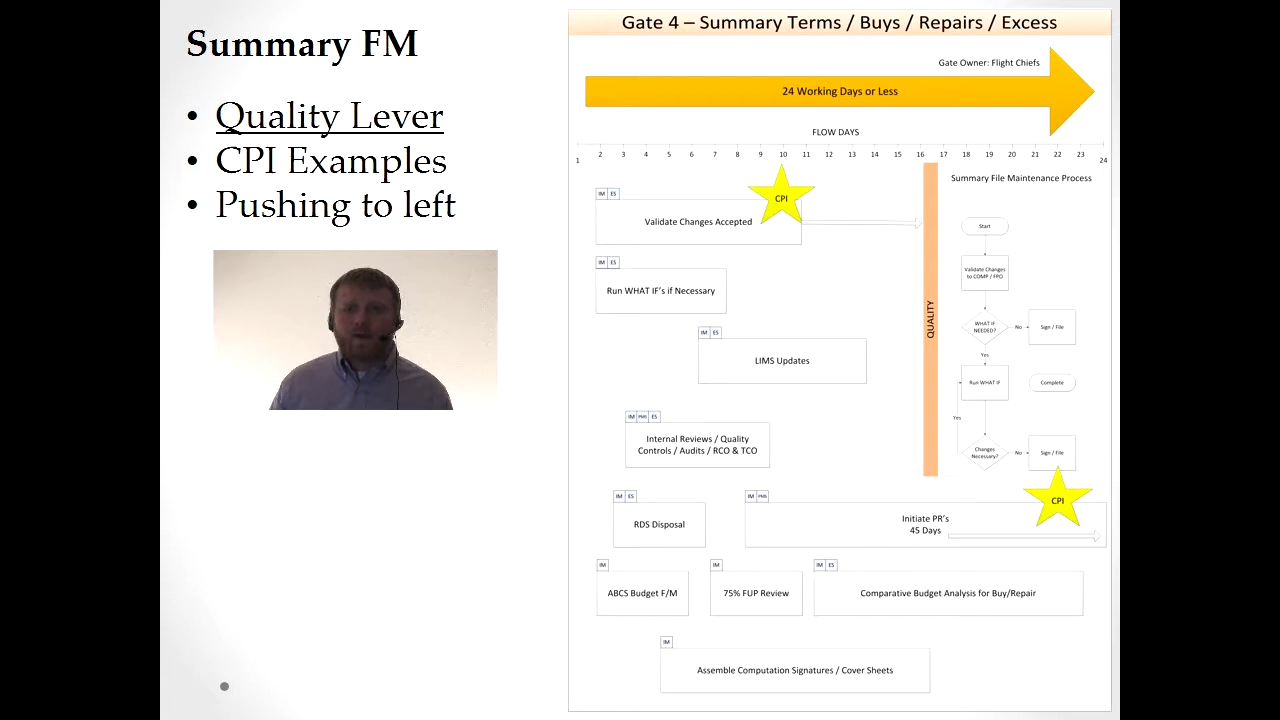 Summary FM
• Quality Lever
• CPI Examples
• Pushing to left
Gate 4 – Summary Terms / Buys / Repairs / Excess
Gate Owner: Flight Chiefs
24 Working Days or Less
FLOW DAYS
1 2 3 4 5 6 7 8 9 10 11 12 13 14 15 16 17 18 19 20 21 22 23 24
IM ES
Validate Changes Accepted
CPI
IM ES
Run WHAT IF's if Necessary
IM ES
LIMS Updates
IM PMS ES
Internal Reviews / Quality
Controls / Audits / RCO & TCO
QUALITY
Summary File Maintenance Process
Start
Validate Changes
to COMP / FPO
WHAT IF
NEEDED?
No
Sign / File
Yes
Run WHAT IF
Complete
Yes
Changes
Necessary?
No
Sign / File
CPI
IM ES
RDS Disposal
IM PMS
Initiate PR's
45 Days
IM
ABCS Budget F/M
IM
75% FUP Review
IM ES
Comparative Budget Analysis for Buy/Repair
IM
Assemble Computation Signatures / Cover Sheets